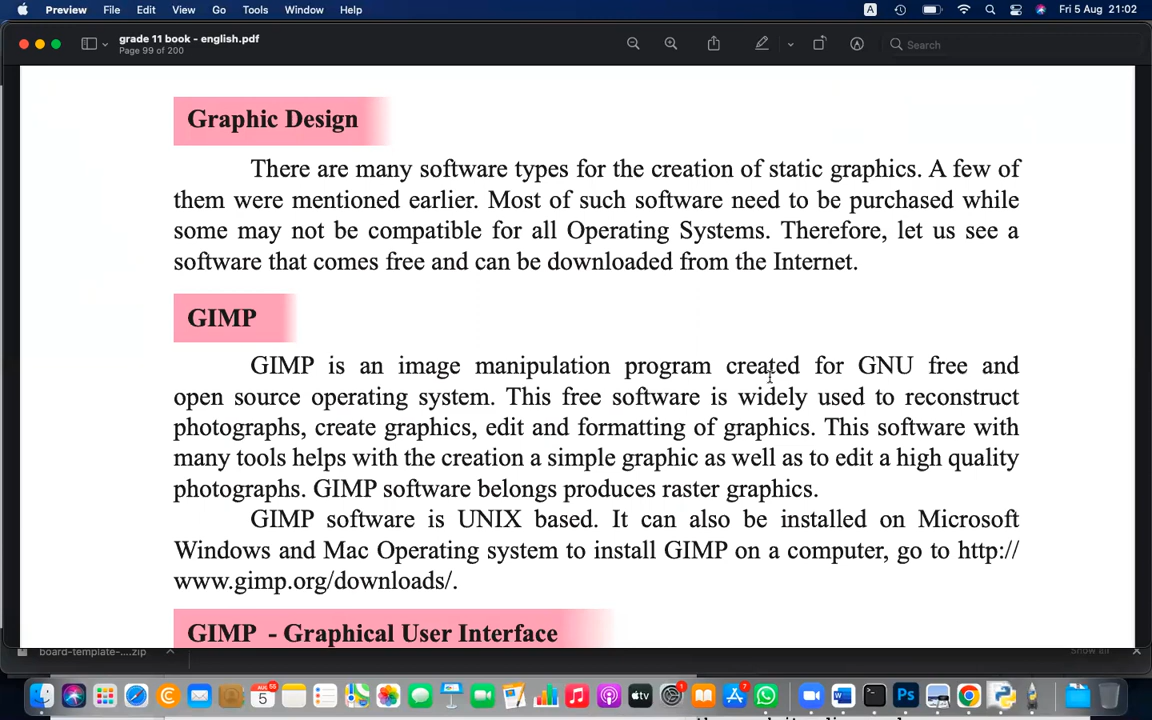 Preview File Edit View Go Tools Window Help A Fri 5 Aug 21:02
grade 11 book - english.pdf
Page 99 of 200
Search
Graphic Design
There are many software types for the creation of static graphics. A few of
them were mentioned earlier. Most of such software need to be purchased while
some may not be compatible for all Operating Systems. Therefore, let us see a
software that comes free and can be downloaded from the Internet.
GIMP
GIMP is an image manipulation program created for GNU free and
open source operating system. This free software is widely used to reconstruct
photographs, create graphics, edit and formatting of graphics. This software with
many tools helps with the creation a simple graphic as well as to edit a high quality
photographs. GIMP software belongs produces raster graphics.
GIMP software is UNIX based. It can also be installed on Microsoft
Windows and Mac Operating system to install GIMP on a computer, go to http://
www.gimp.org/downloads/.
GIMP - Graphical User Interface
board-template-....zip Show all
AUG
5
tv
W
Ps